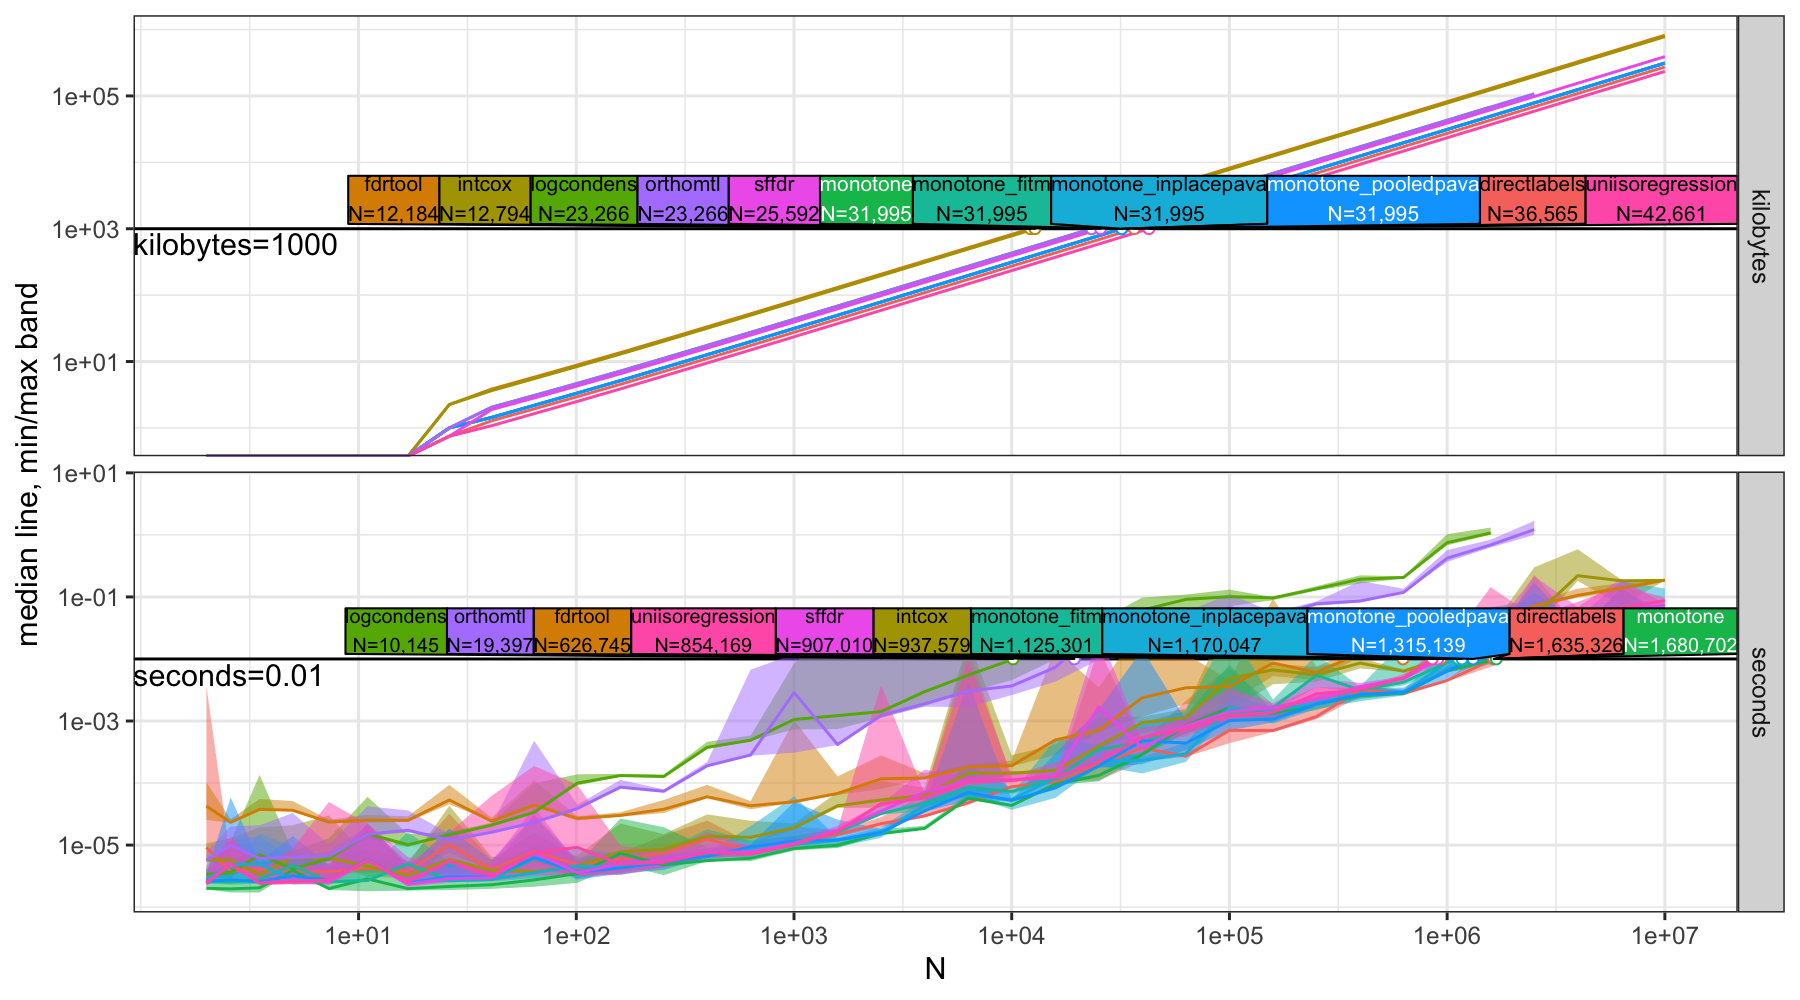 1e+05
1e+03
1e+01
fdrtool intcox logcondens orthomtl sffdr monotone monotone_fitm monotone_inplacepava monotone_pooledpava directlabels uniisoregression
N=12,184 N=12,794 N=23,266 N=23,266 N=25,592 N=31,995 N=31,995 N=31,995 N=31,995 N=36,565 N=42,661
kilobytes=1000
kilobytes
median line, min/max band
1e+01
1e-01
1e-03
1e-05
logcondens orthomtl fdrtool uniisoregression sffdr intcox monotone_fitm monotone_inplacepava monotone_pooledpava directlabels monotone
N=10,145 N=19,397 N=626,745 N=854,169 N=907,010 N=937,579 N=1,125,301 N=1,170,047 N=1,315,139 N=1,635,326 N=1,680,702
seconds=0.01
seconds
1e+01 1e+02 1e+03 1e+04 1e+05 1e+06 1e+07
N